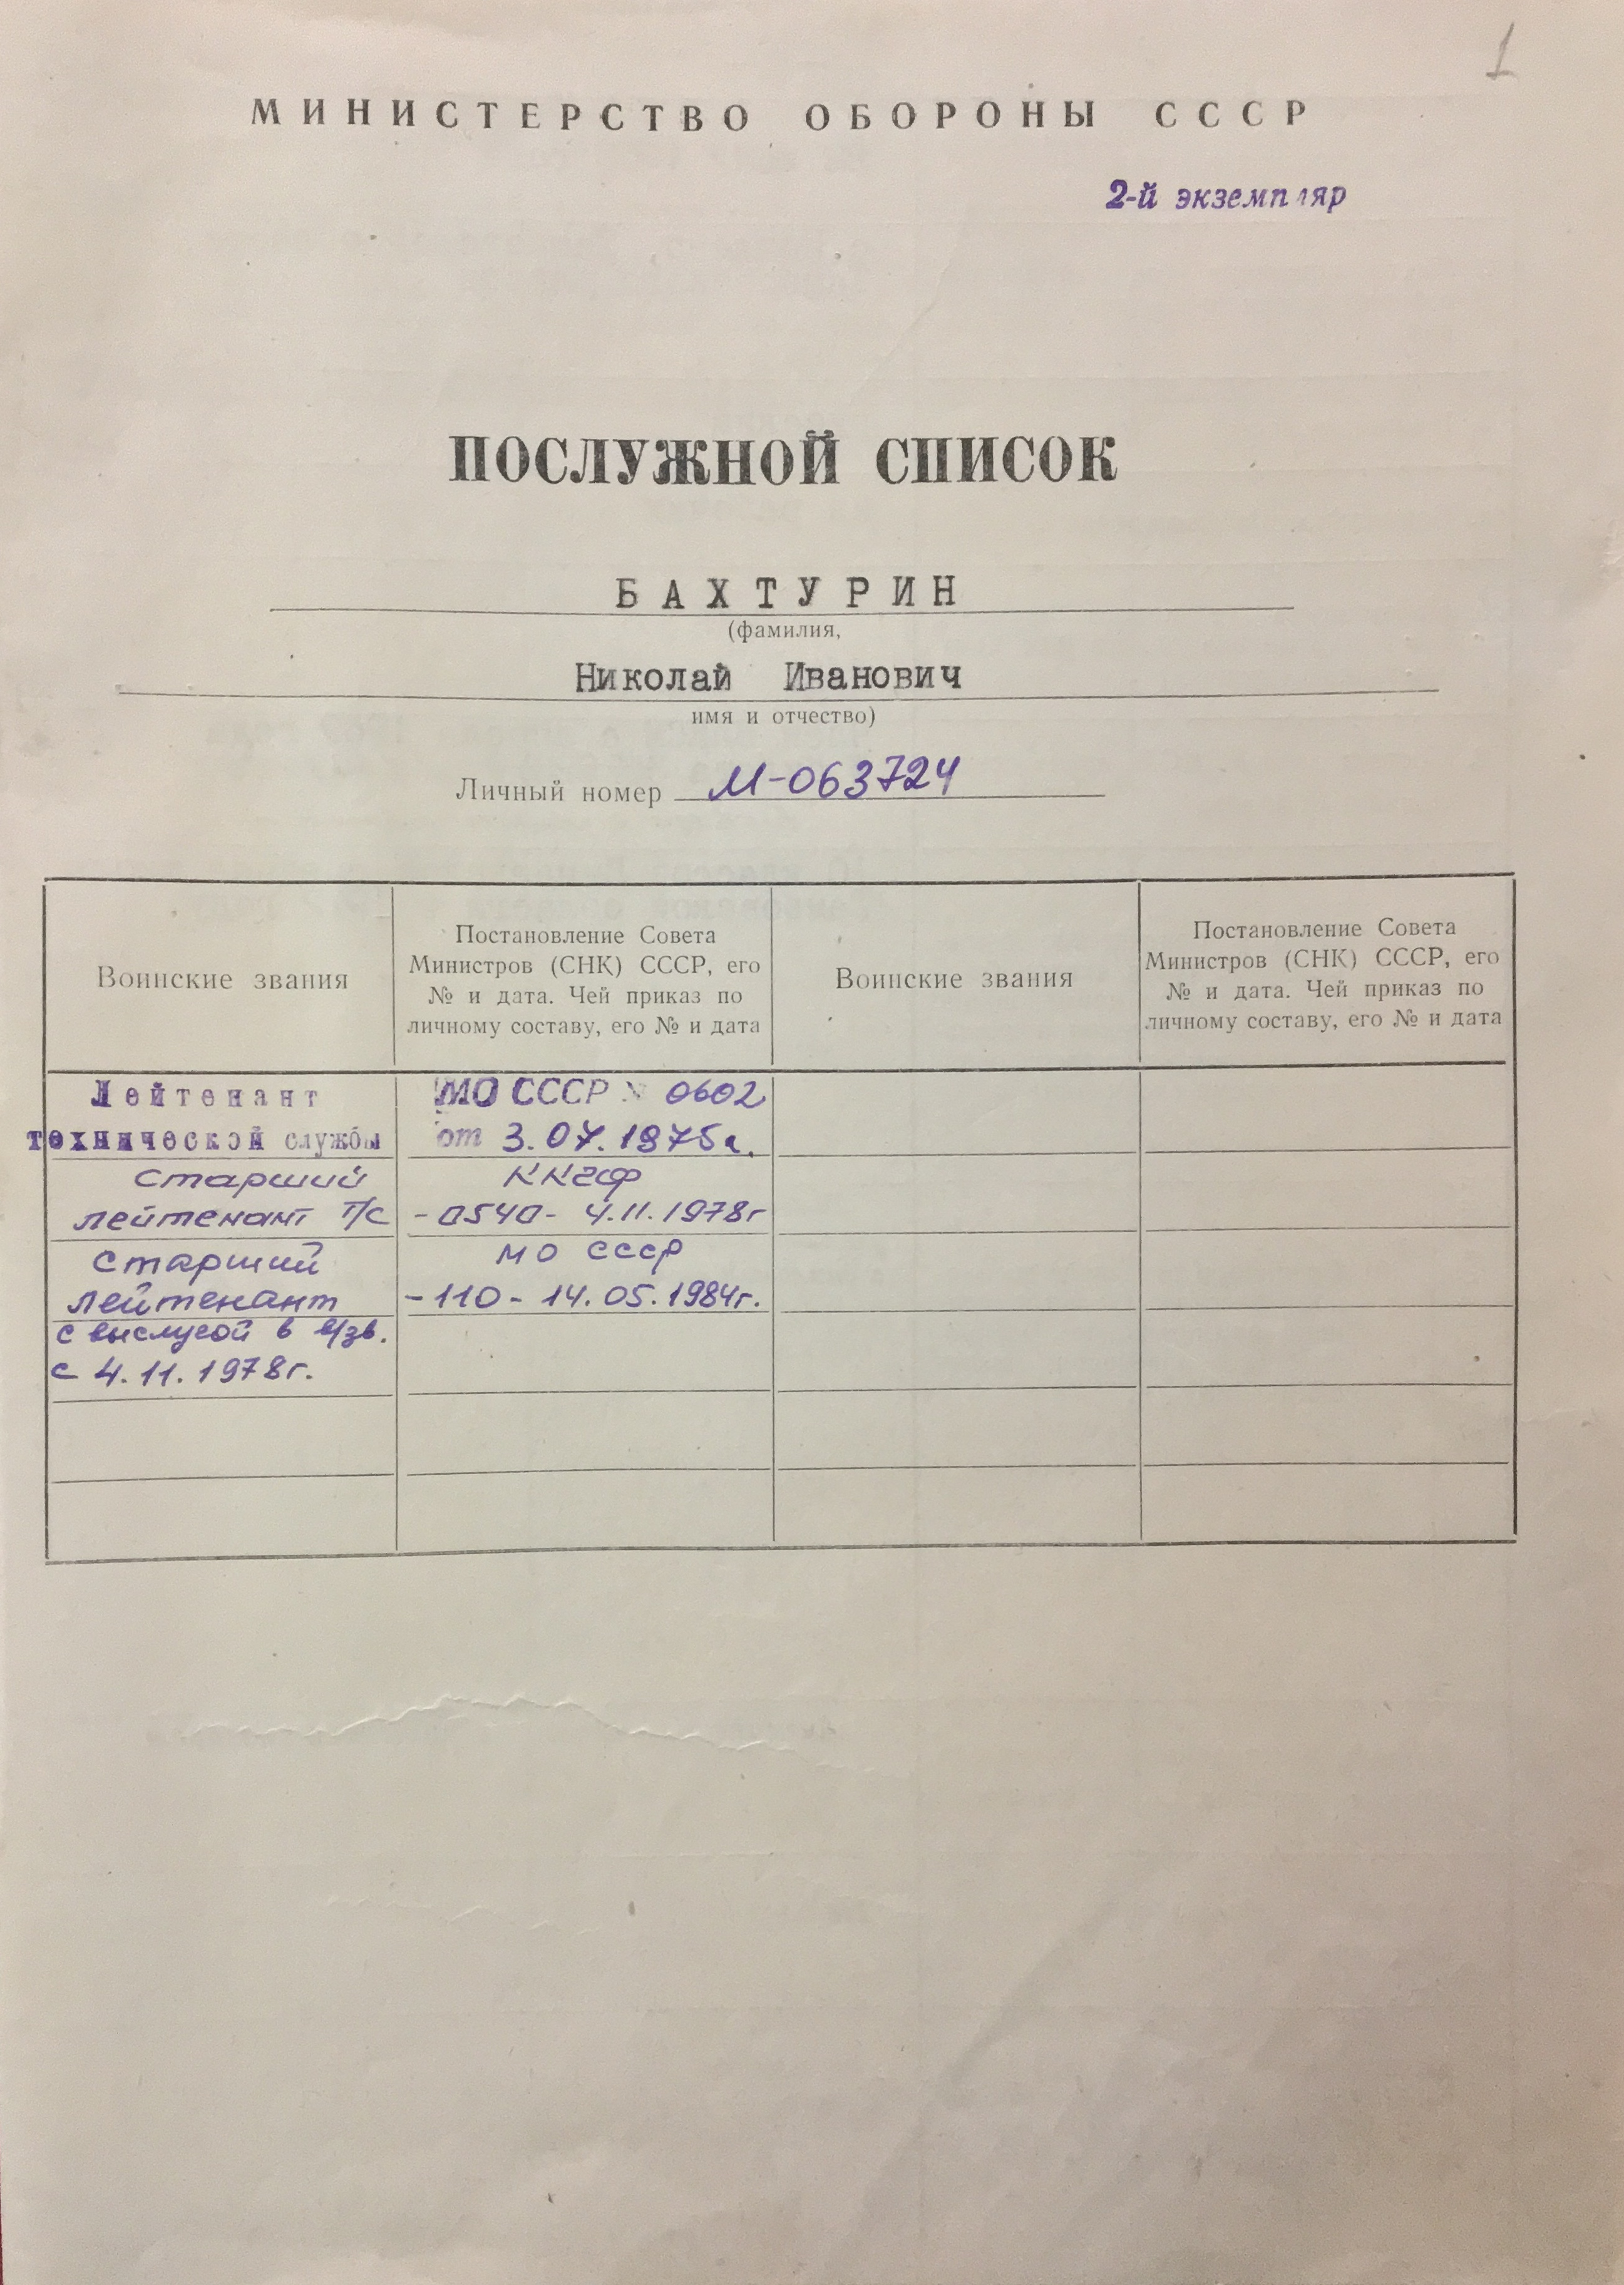 1
МИНИСТЕРСТВО ОБОРОНЫ СССР
2-й экземпляр
ПОСЛУЖНОЙ СПИСОК
БАХТУРИН
(фамилия,
Николай Иванович
имя и отчество)
Личный номер М-063724
Воинские звания
Постановление Совета
Министров (СНК) СССР, его
№ и дата. Чей приказ по
личному составу, его № и дата
Воинские звания
Постановление Совета
Министров (СНК) СССР, его
№ и дата. Чей приказ по
личному составу, его № и дата
Лейтенант
технической службы
МО СССР № 0602
от 3.07.1975г.
Старший
лейтенант т/с
ККСФ
-0540- 4.11.1978г
Старший
лейтенант
с выслугой в в/зв.
с 4.11.1978г.
МО СССР
-110- 14.05.1984г.